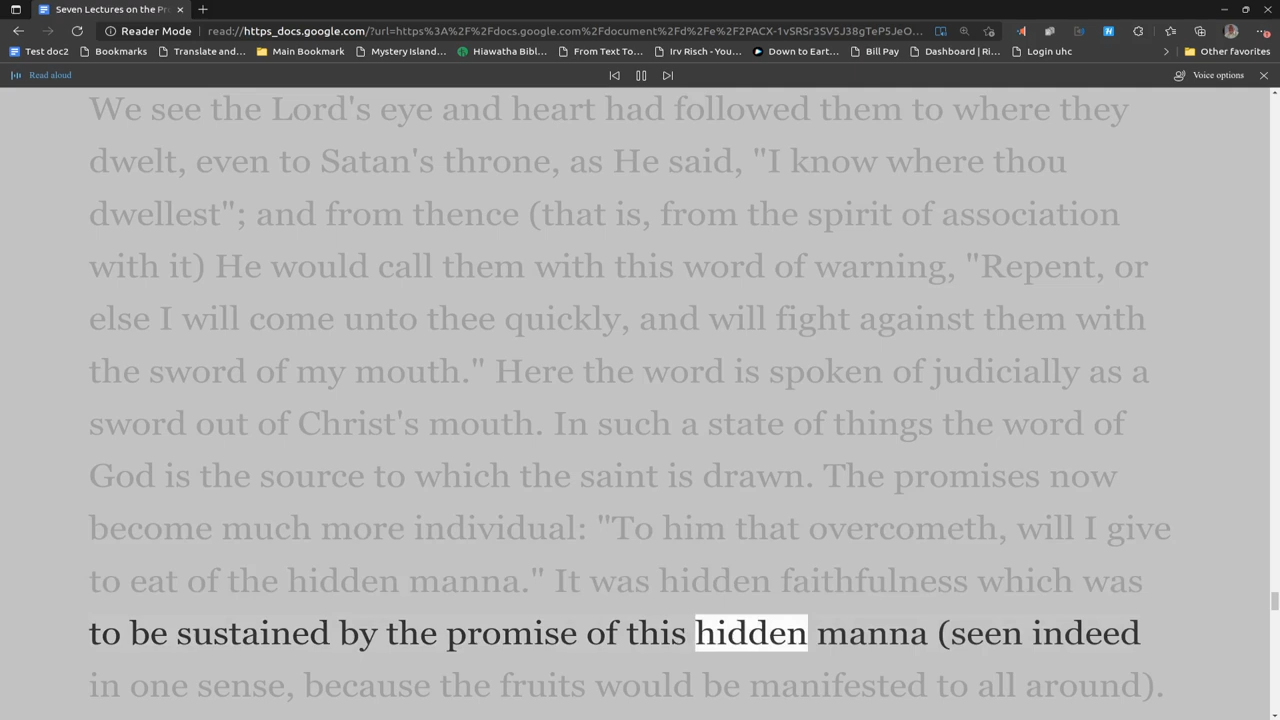 Seven Lectures on the Pro
Reader Mode
read://https_docs.google.com/?url=https%3A%2F%2Fdocs.google.com%2Fdocument%2Fd%2Fe%2F2PACX-1vSRSr3SV5J38gTeP5JeO...
Test doc2
Bookmarks
Translate and...
Main Bookmark
Mystery Island...
Hiawatha Bibl...
From Text To...
Irv Risch - You...
Down to Eart...
Bill Pay
Dashboard | Ri...
Login uhc
Other favorites
Read aloud
Voice options
We see the Lord's eye and heart had followed them to where they
dwelt, even to Satan's throne, as He said, "I know where thou
dwellest"; and from thence (that is, from the spirit of association
with it) He would call them with this word of warning, "Repent, or
else I will come unto thee quickly, and will fight against them with
the sword of my mouth." Here the word is spoken of judicially as a
sword out of Christ's mouth. In such a state of things the word of
God is the source to which the saint is drawn. The promises now
become much more individual: "To him that overcometh, will I give
to eat of the hidden manna." It was hidden faithfulness which was
to be sustained by the promise of this hidden manna (seen indeed
in one sense, because the fruits would be manifested to all around).